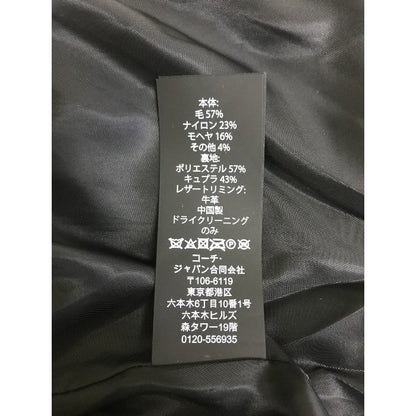 本体:
毛 57%
ナイロン 23%
モヘヤ 16%
その他 4%
裏地:
ポリエステル 57%
キュプラ 43%
レザートリミング:
牛革
中国製
ドライクリーニング
のみ
コーチ・
ジャパン合同会社
〒106-6119
東京都港区
六本木6丁目10番1号
六本木ヒルズ
森タワー19階
0120-556935